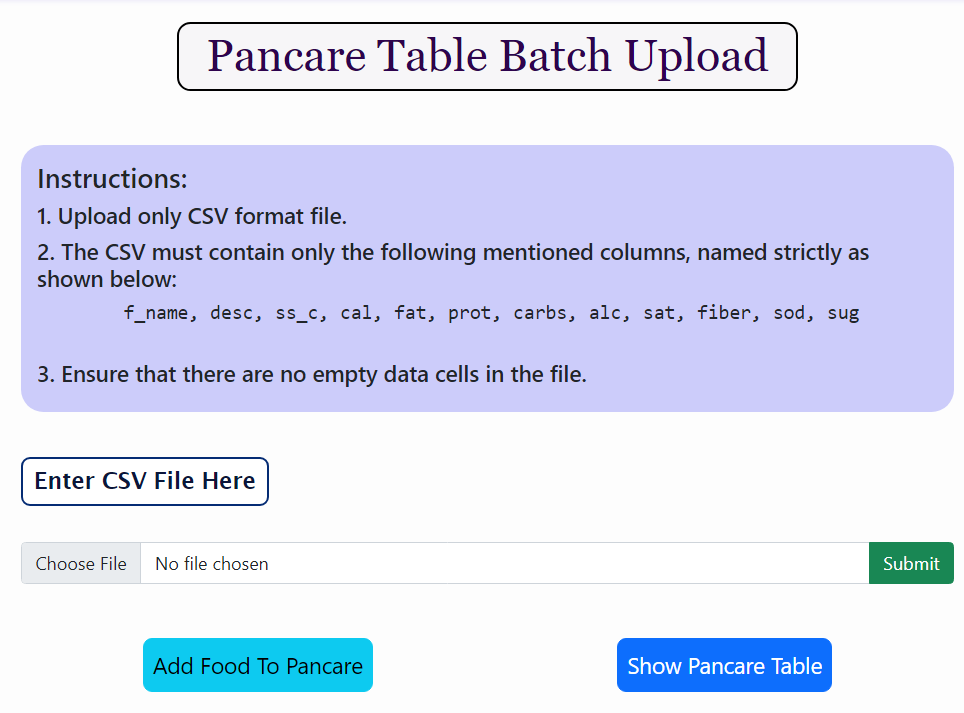 Pancare Table Batch Upload
Instructions:
1. Upload only CSV format file.
2. The CSV must contain only the following mentioned columns, named strictly as
shown below:
f_name, desc, ss_c, cal, fat, prot, carbs, alc, sat, fiber, sod, sug
3. Ensure that there are no empty data cells in the file.
Enter CSV File Here
Choose File No file chosen Submit
Add Food To Pancare Show Pancare Table